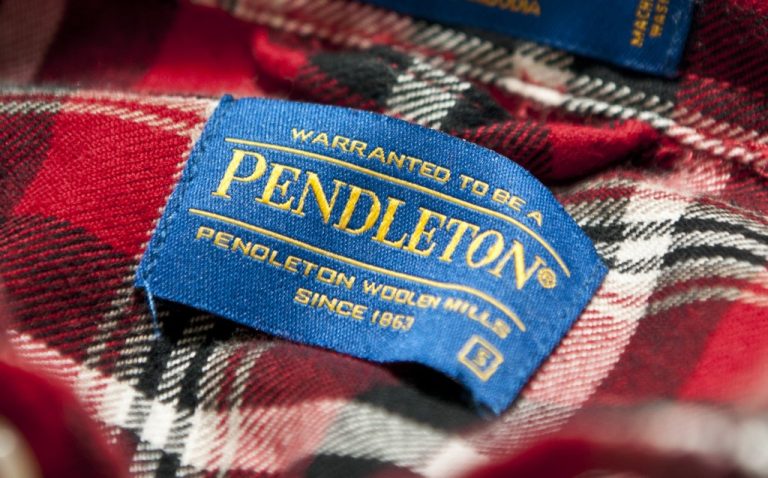 WARRANTED TO BE A
PENDLETON®
PENDLETON WOOLEN MILLS
SINCE 1863
S